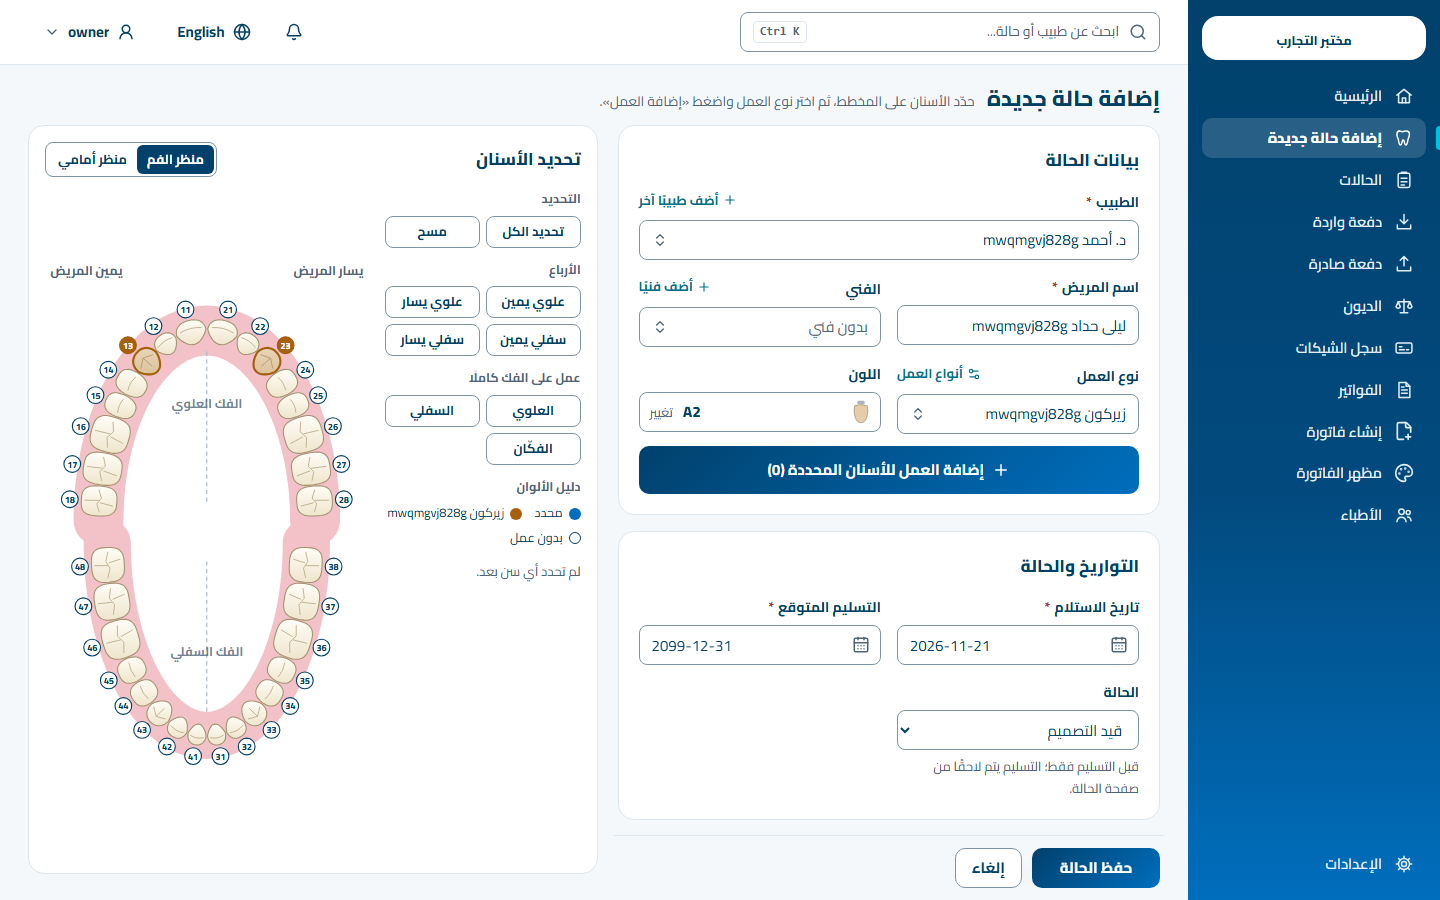 مختبر التجارب
الرئيسية
إضافة حالة جديدة
الحالات
دفعة واردة
دفعة صادرة
الديون
سجل الشيكات
الفواتير
إنشاء فاتورة
مظهر الفاتورة
الأطباء
الإعدادات
ابحث عن طبيب أو حالة...
Ctrl K
English
owner
إضافة حالة جديدة
حدّد الأسنان على المخطط، ثم اختر نوع العمل واضغط «إضافة العمل».
بيانات الحالة
الطبيب *
أضف طبيبًا آخر
د. أحمد mwqmgvj828g
اسم المريض *
ليلى حداد mwqmgvj828g
الفني
أضف فنيًا
بدون فني
نوع العمل
أنواع العمل
زيركون mwqmgvj828g
اللون
A2
تغيير
إضافة العمل للأسنان المحددة (0)
التواريخ والحالة
تاريخ الاستلام *
2026-11-21
التسليم المتوقع *
2099-12-31
الحالة
قيد التصميم
قبل التسليم فقط؛ التسليم يتم لاحقًا من
صفحة الحالة.
حفظ الحالة
إلغاء
تحديد الأسنان
منظر الفم
منظر أمامي
التحديد
تحديد الكل
مسح
الأرباع
علوي يمين
علوي يسار
سفلي يمين
سفلي يسار
عمل على الفك كاملًا
العلوي
السفلي
الفكّان
دليل الألوان
محدد
زيركون mwqmgvj828g
بدون عمل
لم تحدد أي سن بعد.
يسار المريض
يمين المريض
11
21
12
22
13
23
14
24
15
25
16
26
17
27
18
28
الفك العلوي
48
38
47
37
46
36
45
35
44
34
43
33
42
32
41
31
الفك السفلي